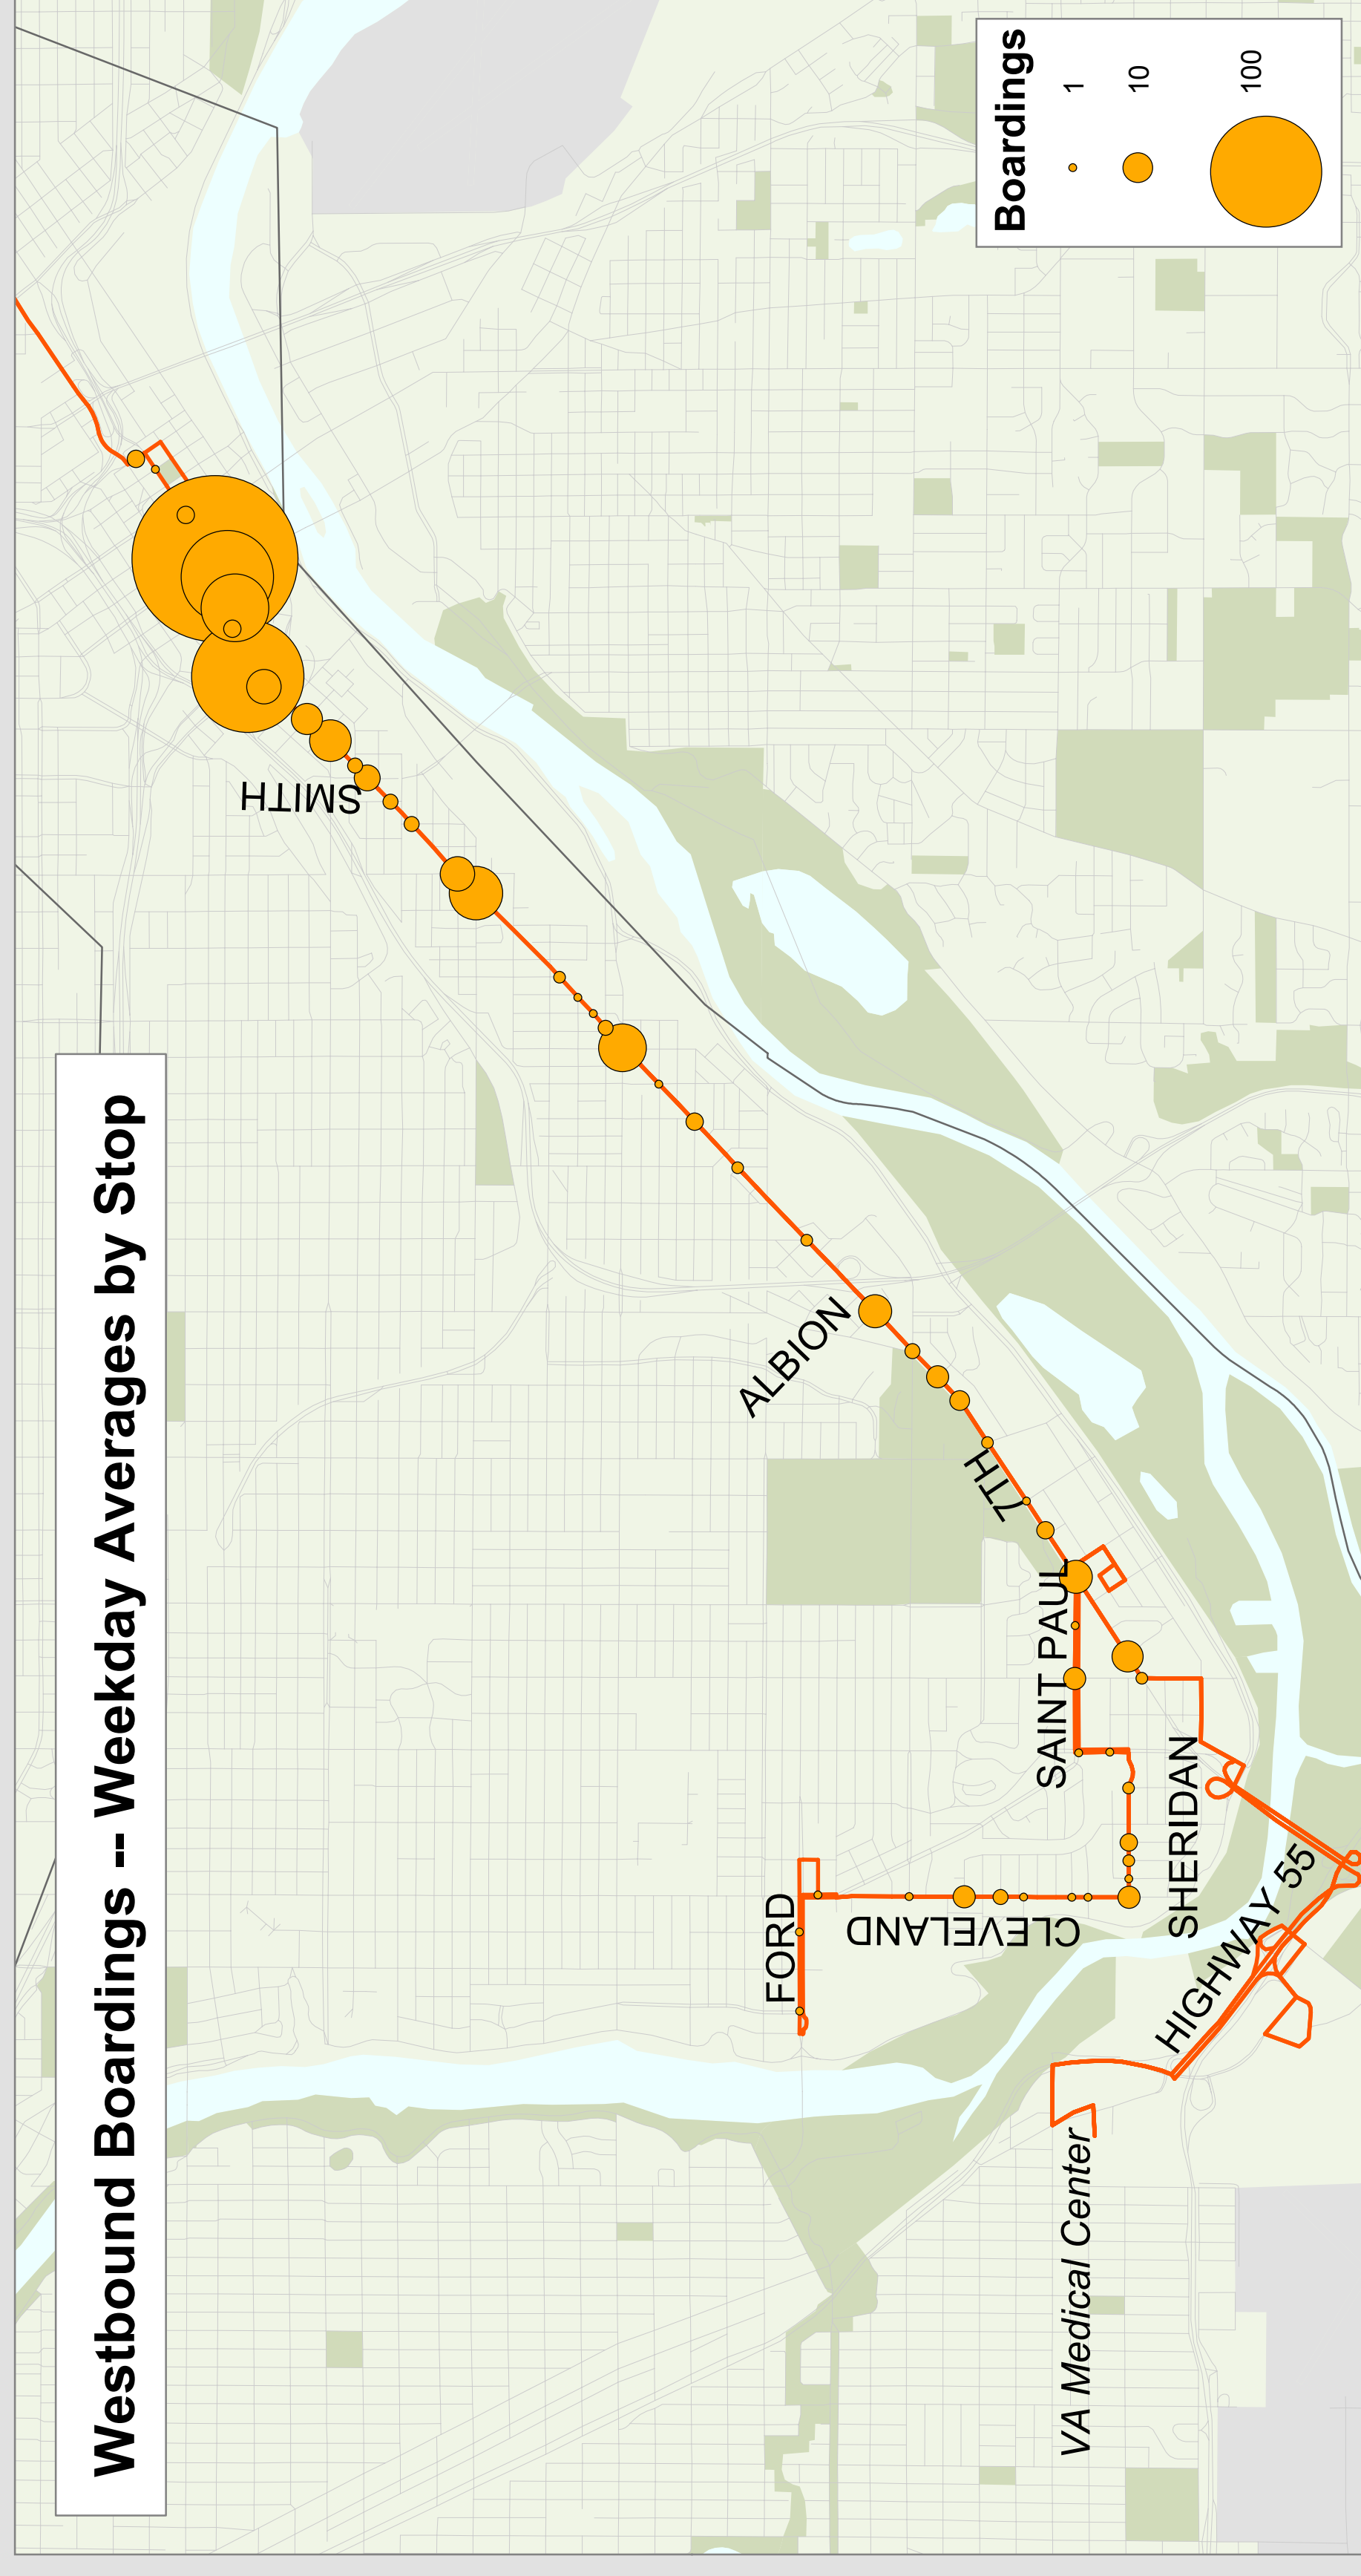 Westbound Boardings -- Weekday Averages by Stop
Boardings
1
10
100
SMITH
ALBION
7TH
SAINT PAUL
SHERIDAN
FORD
CLEVELAND
HIGHWAY 55
VA Medical Center